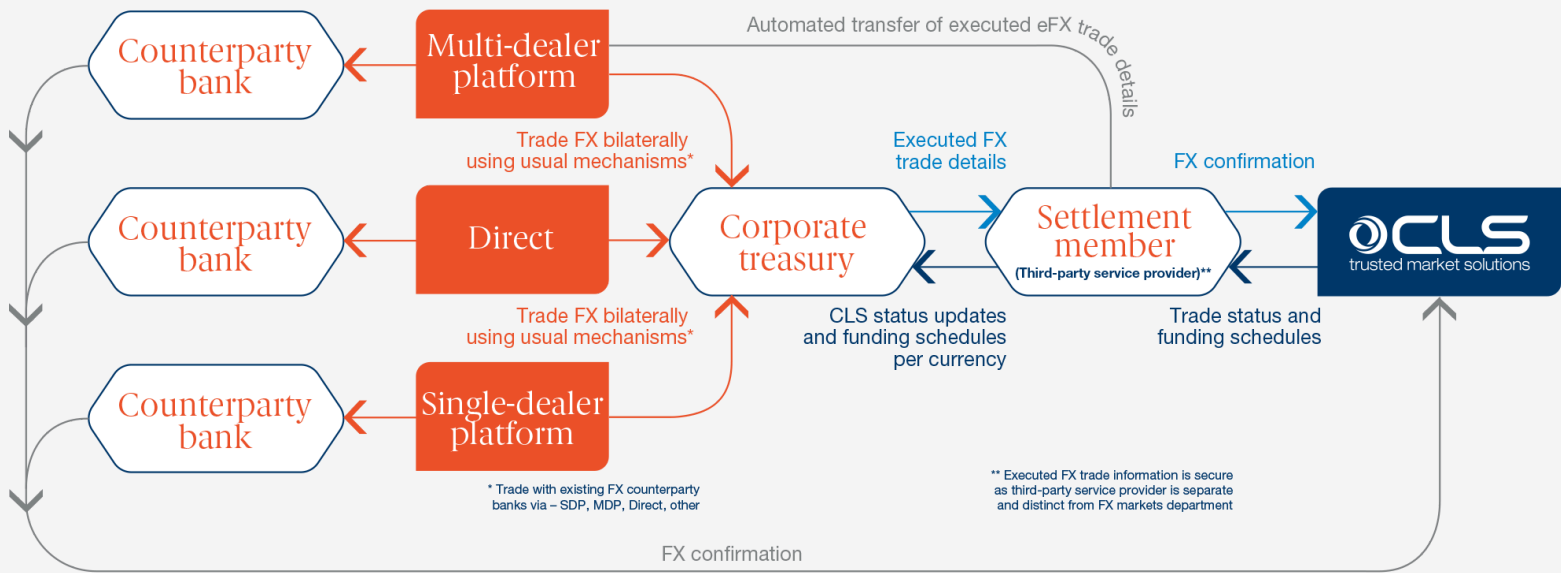 Counterparty
bank
Multi-dealer
platform
Automated transfer of executed eFX trade details
Trade FX bilaterally
using usual mechanisms*
Executed FX
trade details
FX confirmation
Counterparty
bank
Direct
Corporate
treasury
Settlement
member
(Third-party service provider)**
CLS
trusted market solutions
Trade FX bilaterally
using usual mechanisms*
CLS status updates
and funding schedules
per currency
Trade status and
funding schedules
Counterparty
bank
Single-dealer
platform
* Trade with existing FX counterparty
banks via – SDP, MDP, Direct, other
** Executed FX trade information is secure
as third-party service provider is separate
and distinct from FX markets department
FX confirmation